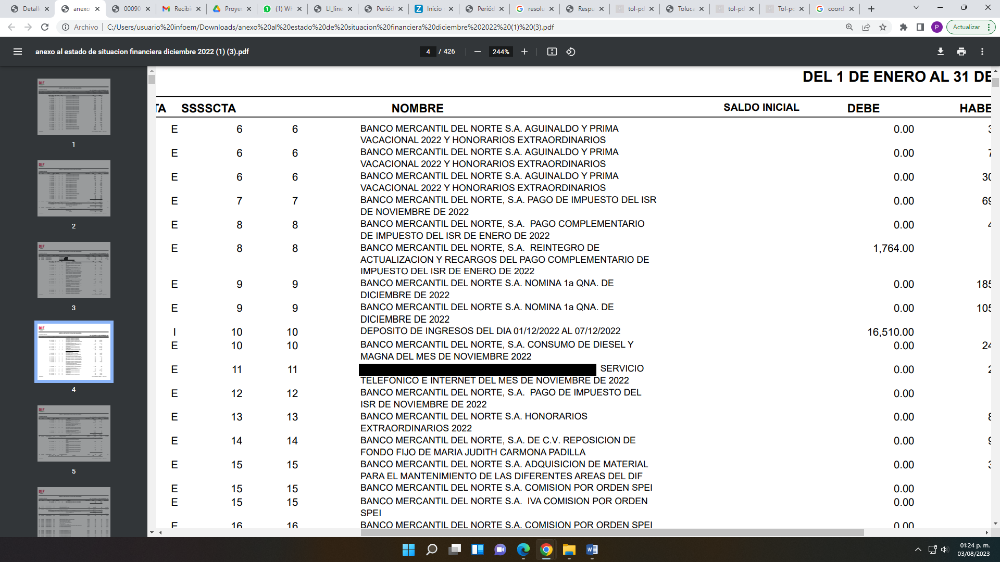 Detall
anexo
00090
Recibi
Proye
(1) Wh
LI_line
Periód
Inicio
Periód
resolu
Respu
tol-pd
Toluca
tol-pd
Tol-pd
coord
Archivo
C:/Users/usuario%20infoem/Downloads/anexo%20al%20estado%20de%20situacion%20financiera%20diciembre%202022%20(1)%20(3).pdf
P
Actualizar
anexo al estado de situacion financiera diciembre 2022 (1) (3).pdf
4 / 426
244%
DIF
1
DIF
2
DIF
3
DIF
4
DIF
5
DIF
DEL 1 DE ENERO AL 31 DE
TA SSSSCTA NOMBRE SALDO INICIAL DEBE HABE
E 6 6 BANCO MERCANTIL DEL NORTE S.A. AGUINALDO Y PRIMA 0.00 3
VACACIONAL 2022 Y HONORARIOS EXTRAORDINARIOS
E 6 6 BANCO MERCANTIL DEL NORTE S.A. AGUINALDO Y PRIMA 0.00 7
VACACIONAL 2022 Y HONORARIOS EXTRAORDINARIOS
E 6 6 BANCO MERCANTIL DEL NORTE S.A. AGUINALDO Y PRIMA 0.00 30
VACACIONAL 2022 Y HONORARIOS EXTRAORDINARIOS
E 7 7 BANCO MERCANTIL DEL NORTE, S.A. PAGO DE IMPUESTO DEL ISR 0.00 69
DE NOVIEMBRE DE 2022
E 8 8 BANCO MERCANTIL DEL NORTE, S.A. PAGO COMPLEMENTARIO 0.00 4
DE IMPUESTO DEL ISR DE ENERO DE 2022
E 8 8 BANCO MERCANTIL DEL NORTE, S.A. REINTEGRO DE 1,764.00
ACTUALIZACION Y RECARGOS DEL PAGO COMPLEMENTARIO DE
IMPUESTO DEL ISR DE ENERO DE 2022
E 9 9 BANCO MERCANTIL DEL NORTE S.A. NOMINA 1a QNA. DE 0.00 185
DICIEMBRE DE 2022
E 9 9 BANCO MERCANTIL DEL NORTE S.A. NOMINA 1a QNA. DE 0.00 105
DICIEMBRE DE 2022
I 10 10 DEPOSITO DE INGRESOS DEL DIA 01/12/2022 AL 07/12/2022 16,510.00
E 10 10 BANCO MERCANTIL DEL NORTE, S.A. CONSUMO DE DIESEL Y 0.00 24
MAGNA DEL MES DE NOVIEMBRE 2022
E 11 11 SERVICIO 0.00 2
TELEFONICO E INTERNET DEL MES DE NOVIEMBRE DE 2022
E 12 12 BANCO MERCANTIL DEL NORTE, S.A. PAGO DE IMPUESTO DEL 0.00
ISR DE NOVIEMBRE DE 2022
E 13 13 BANCO MERCANTIL DEL NORTE S.A. HONORARIOS 0.00 8
EXTRAORDINARIOS 2022
E 14 14 BANCO MERCANTIL DEL NORTE, S.A. DE C.V. REPOSICION DE 0.00 9
FONDO FIJO DE MARIA JUDITH CARMONA PADILLA
E 15 15 BANCO MERCANTIL DEL NORTE S.A. ADQUISICION DE MATERIAL 0.00 3
PARA EL MANTENIMIENTO DE LAS DIFERENTES AREAS DEL DIF
E 15 15 BANCO MERCANTIL DEL NORTE S.A. COMISION POR ORDEN SPEI 0.00
E 15 15 BANCO MERCANTIL DEL NORTE S.A. IVA COMISION POR ORDEN 0.00
SPEI
E 16 16 BANCO MERCANTIL DEL NORTE S.A. COMISION POR ORDEN SPEI 0.00
01:24 p. m.
03/08/2023